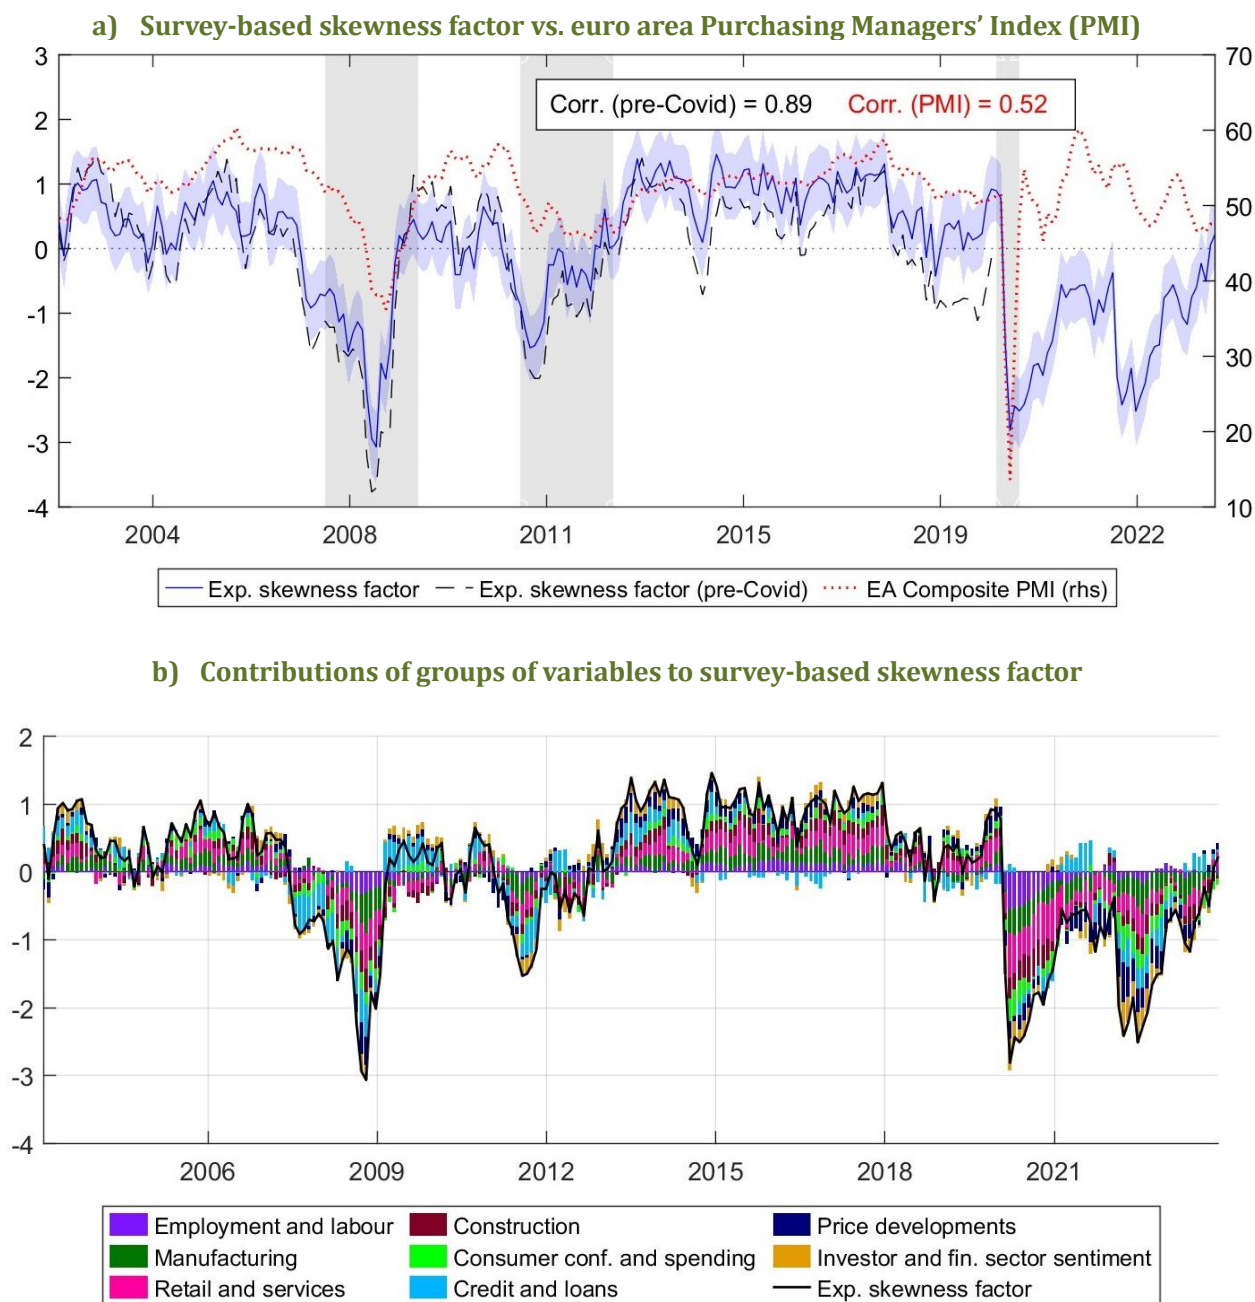 a) Survey-based skewness factor vs. euro area Purchasing Managers’ Index (PMI)
3 70
Corr. (pre-Covid) = 0.89 Corr. (PMI) = 0.52
2 60
1 50
0
-1 40
-2 30
-3 20
-4 10
2004 2008 2011 2015 2019 2022
Exp. skewness factor Exp. skewness factor (pre-Covid) EA Composite PMI (rhs)
b) Contributions of groups of variables to survey-based skewness factor
2
1
0
-1
-2
-3
-4
2006 2009 2012 2015 2018 2021
Employment and labour Construction Price developments
Manufacturing Consumer conf. and spending Investor and fin. sector sentiment
Retail and services Credit and loans Exp. skewness factor